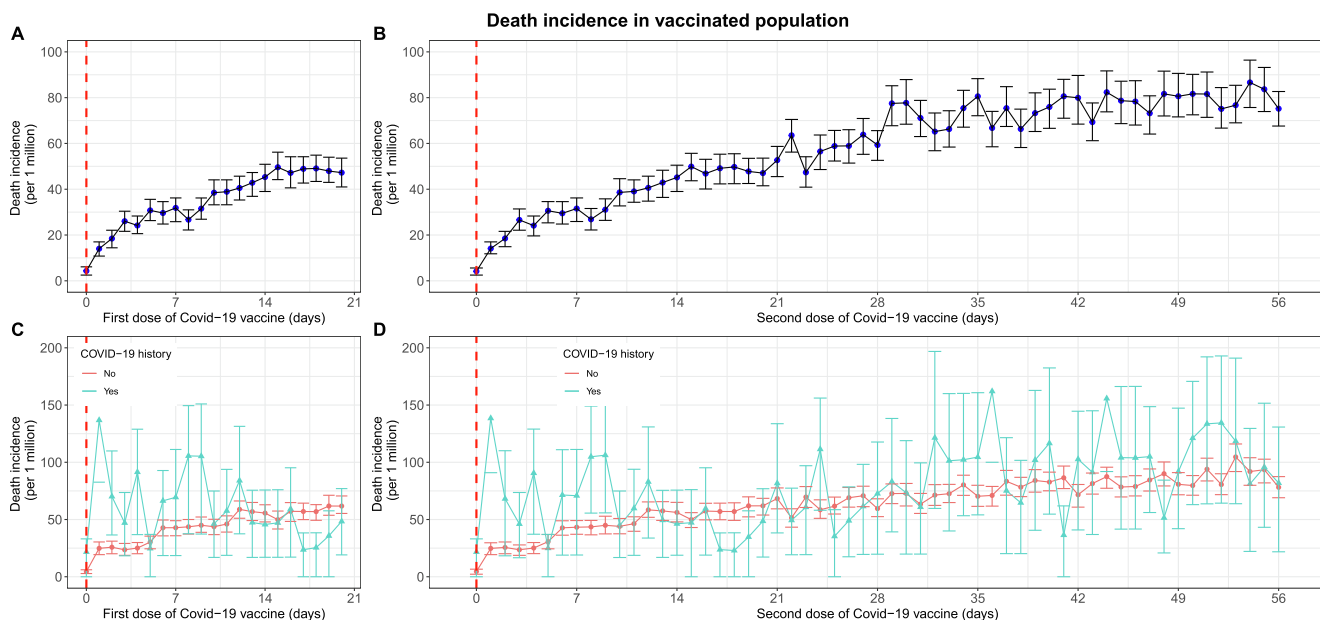 Death incidence in vaccinated population
A
100
80
60
40
20
0
Death incidence
(per 1 million)
0 7 14 21
First dose of Covid−19 vaccine (days)
B
100
80
60
40
20
0
Death incidence
(per 1 million)
0 7 14 21 28 35 42 49 56
Second dose of Covid−19 vaccine (days)
C
200
150
100
50
0
Death incidence
(per 1 million)
COVID−19 history
No
Yes
0 7 14 21
First dose of Covid−19 vaccine (days)
D
200
150
100
50
0
Death incidence
(per 1 million)
COVID−19 history
No
Yes
0 7 14 21 28 35 42 49 56
Second dose of Covid−19 vaccine (days)